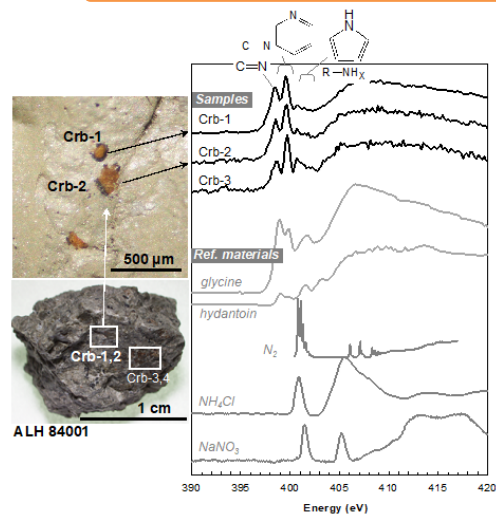 C N
N
H
N
C=N
R—NHX
Samples
Crb-1
Crb-2
Crb-3
Ref. materials
glycine
hydantoin
N2
NH4Cl
NaNO3
390 395 400 405 410 415 420
Energy (eV)
Crb-1
Crb-2
500 µm
Crb-1,2
Crb-3,4
1 cm
ALH 84001